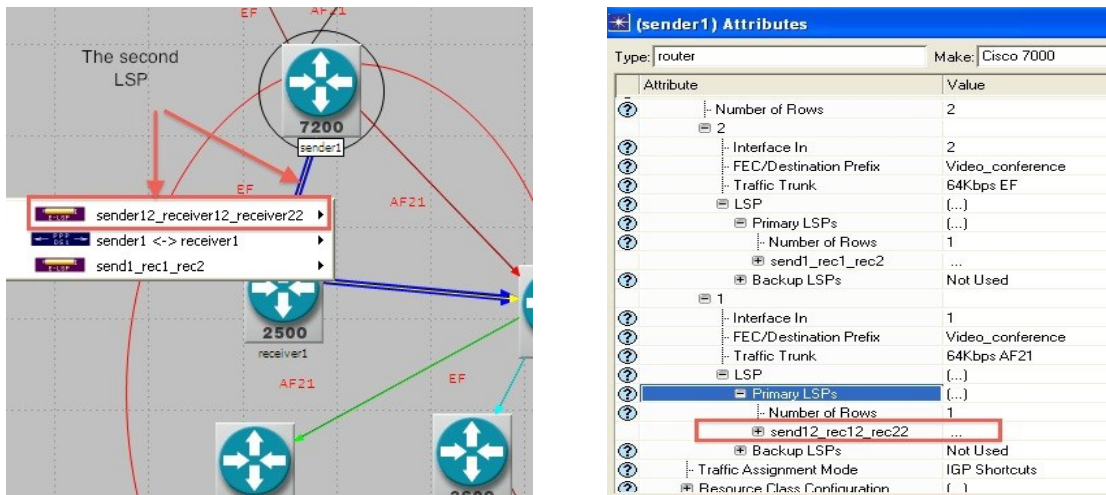 EF
AF21
The second
LSP
7200
sender1
EF
AF21
sender12_receiver12_receiver22
sender1 <-> receiver1
send1_rec1_rec2
2500
receiver1
AF21
EF
(sender1) Attributes
Type: router Make: Cisco 7000
Attribute Value
Number of Rows 2
2
Interface In 2
FEC/Destination Prefix Video_conference
Traffic Trunk 64Kbps EF
LSP (...)
Primary LSPs (...)
Number of Rows 1
send1_rec1_rec2 ...
Backup LSPs Not Used
1
Interface In 1
FEC/Destination Prefix Video_conference
Traffic Trunk 64Kbps AF21
LSP (...)
Primary LSPs (...)
Number of Rows 1
send12_rec12_rec22 ...
Backup LSPs Not Used
Traffic Assignment Mode IGP Shortcuts
Resource Class Configuration